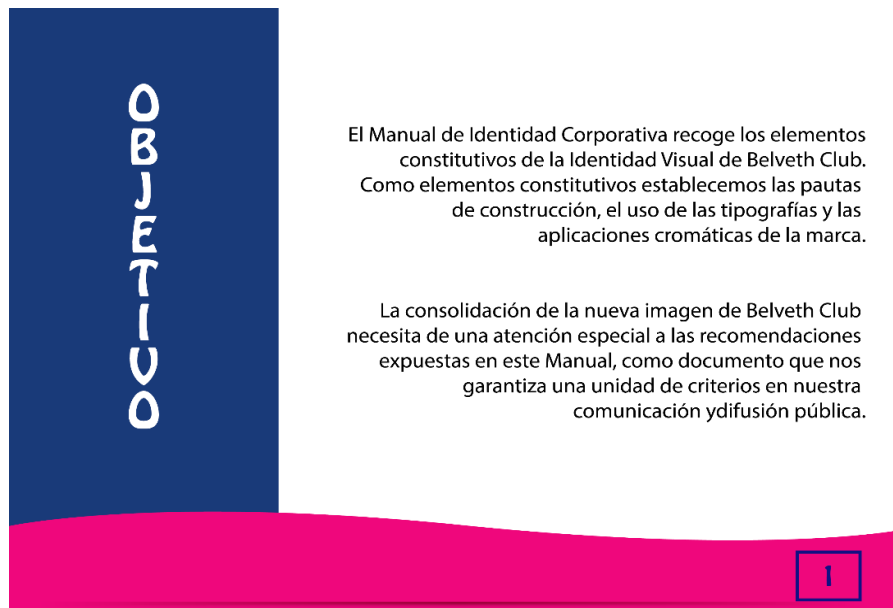 OBJETIVO
El Manual de Identidad Corporativa recoge los elementos
constitutivos de la Identidad Visual de Belveth Club.
Como elementos constitutivos establecemos las pautas
de construcción, el uso de las tipografías y las
aplicaciones cromáticas de la marca.
La consolidación de la nueva imagen de Belveth Club
necesita de una atención especial a las recomendaciones
expuestas en este Manual, como documento que nos
garantiza una unidad de criterios en nuestra
comunicación ydifusión pública.
1